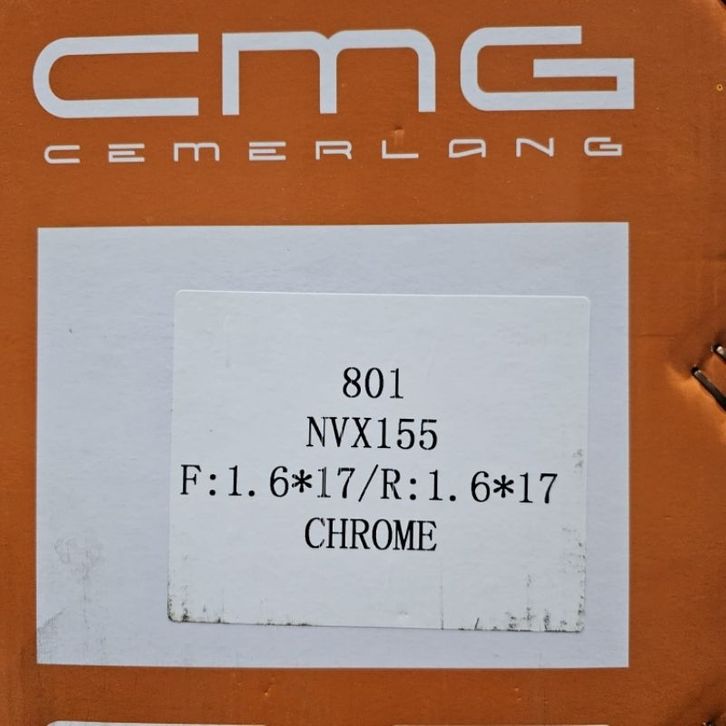 CMG
CEMERLANG
801
NVX155
F:1.6*17/R:1.6*17
CHROME